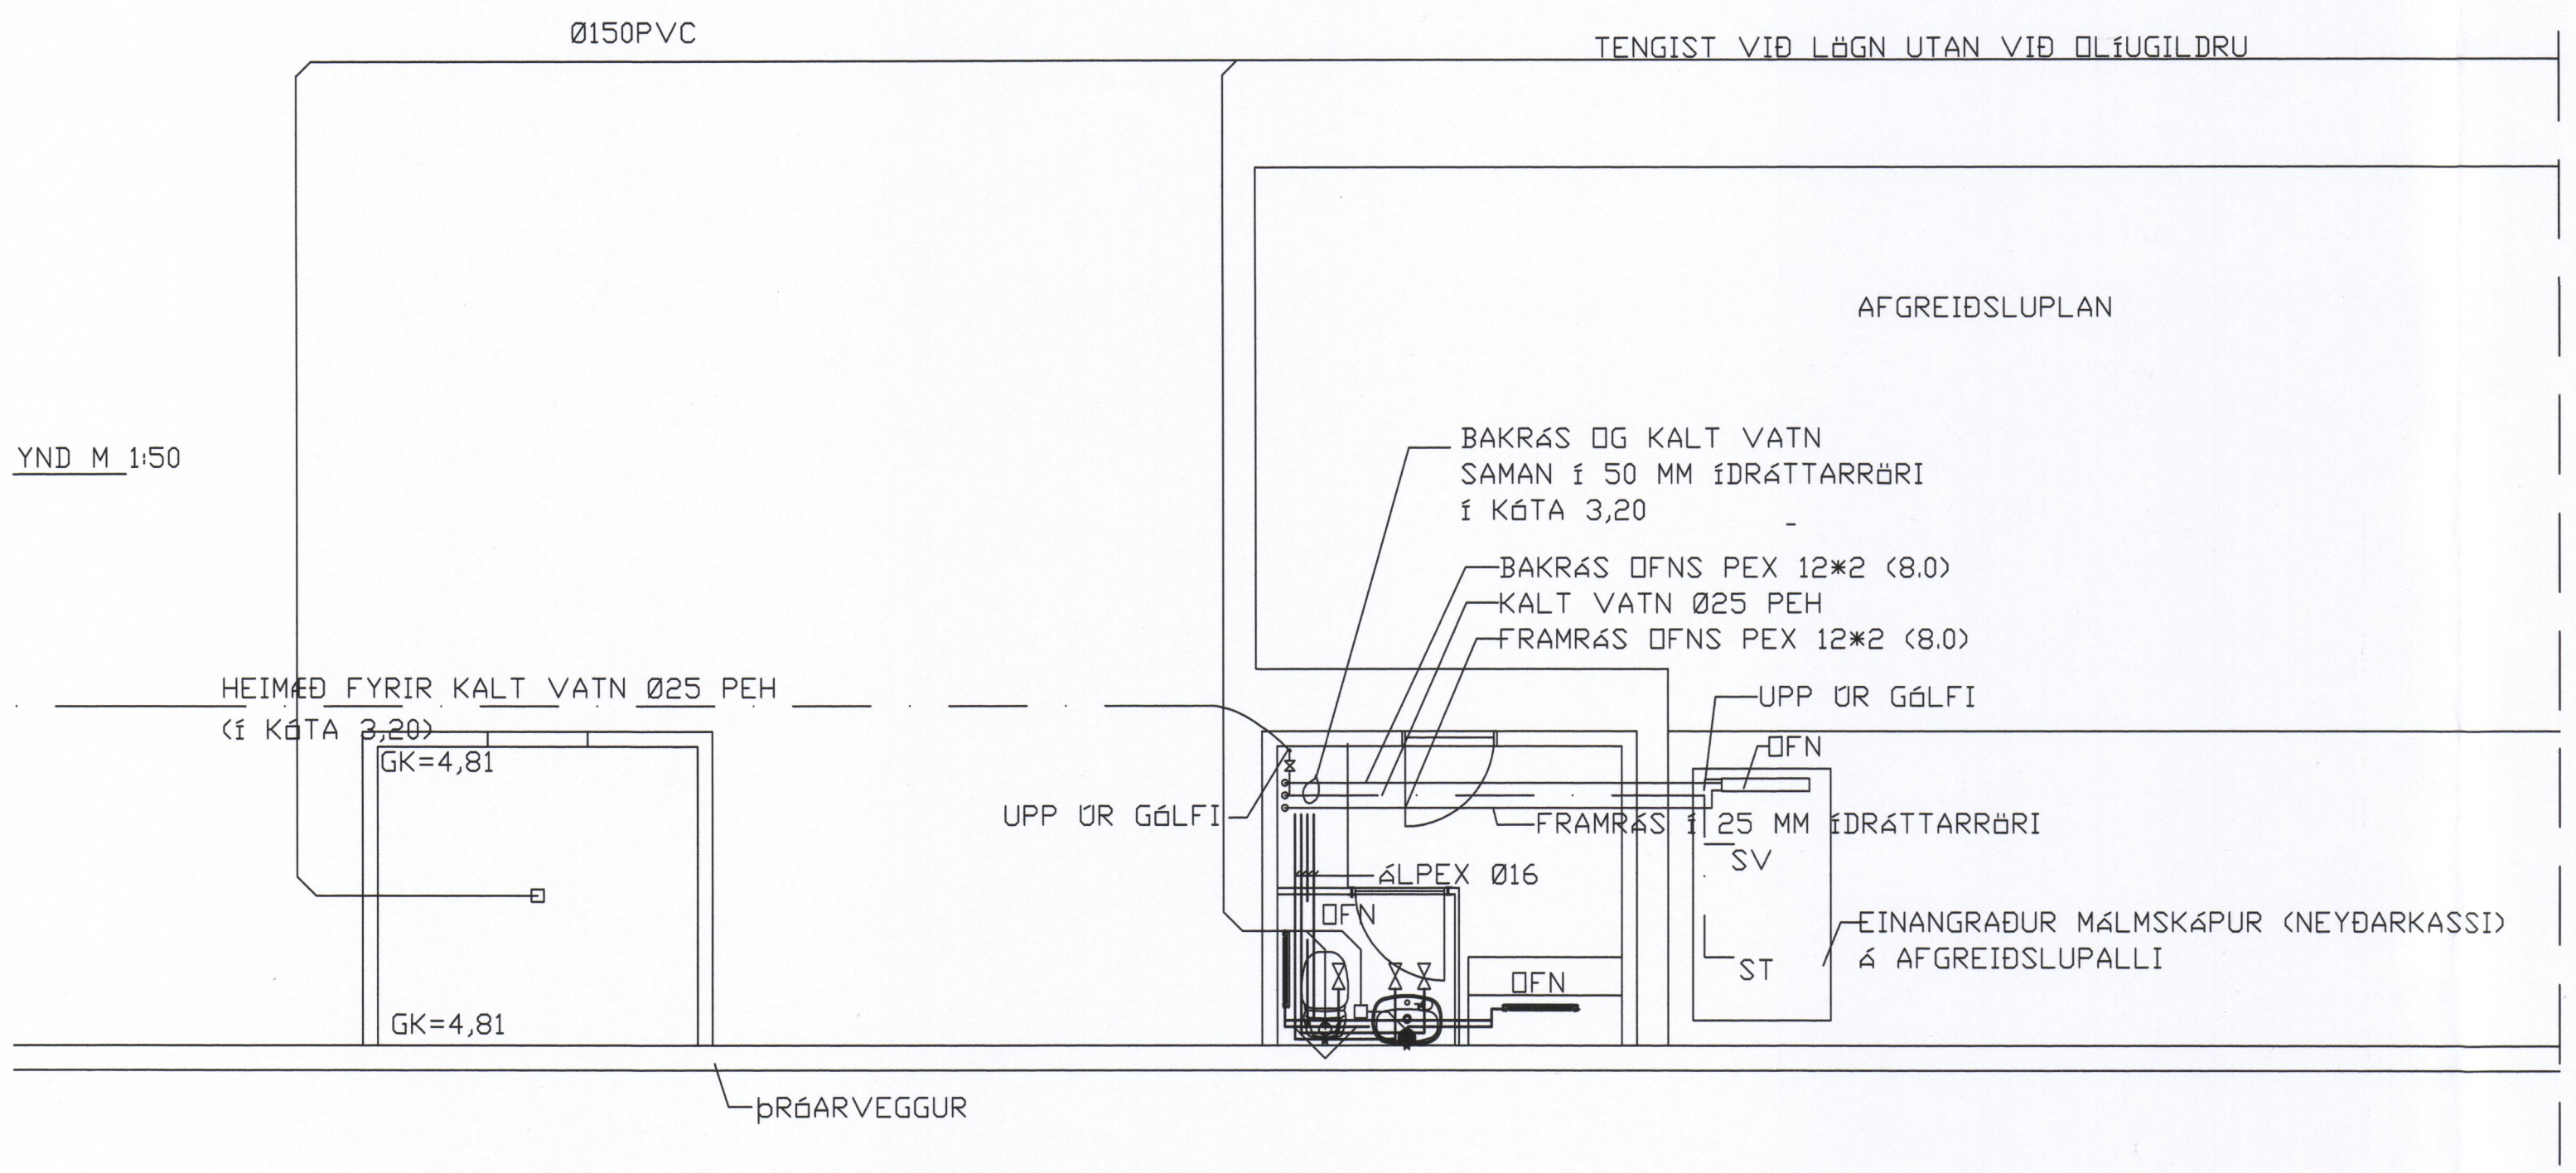 Ø150PVC
TENGIST VIÐ LÖGN UTAN VIÐ OLÍUGILDRU
AFGREIÐSLUPLAN
YND M 1:50
BAKRÁS OG KALT VATN
SAMAN Í 50 MM ÍDRÁTTARRÖRI
Í KÓTA 3,20
BAKRÁS OFNS PEX 12*2 (8.0)
KALT VATN Ø25 PEH
FRAMRÁS OFNS PEX 12*2 (8.0)
HEIMÆÐ FYRIR KALT VATN Ø25 PEH
(Í KÓTA 3,20)
UPP ÚR GÓLFI
OFN
GK=4,81
UPP ÚR GÓLFI
FRAMRÁS Í 25 MM ÍDRÁTTARRÖRI
SV
ÁLPEX Ø16
OFN
EINANGRAÐUR MÁLMSKÁPUR (NEYÐARKASSI)
Á AFGREIÐSLUPALLI
ST
OFN
GK=4,81
ÞRÓARVEGGUR